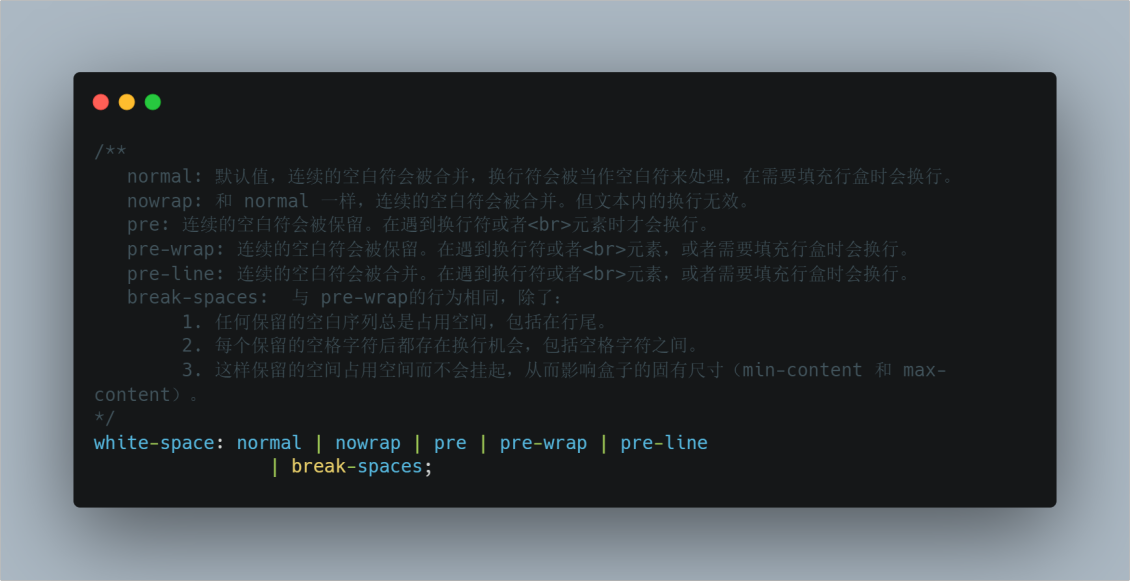 /**
normal: 默认值，连续的空白符会被合并，换行符会被当作空白符来处理，在需要填充行盒时会换行。
nowrap: 和 normal 一样，连续的空白符会被合并。但文本内的换行无效。
pre: 连续的空白符会被保留。在遇到换行符或者<br>元素时才会换行。
pre-wrap: 连续的空白符会被保留。在遇到换行符或者<br>元素，或者需要填充行盒时会换行。
pre-line: 连续的空白符会被合并。在遇到换行符或者<br>元素，或者需要填充行盒时会换行。
break-spaces: 与 pre-wrap的行为相同，除了：
1. 任何保留的空白序列总是占用空间，包括在行尾。
2. 每个保留的空格字符后都存在换行机会，包括空格字符之间。
3. 这样保留的空间占用空间而不会挂起，从而影响盒子的固有尺寸（min-content 和 max-
content）。
*/
white-space: normal | nowrap | pre | pre-wrap | pre-line
| break-spaces;